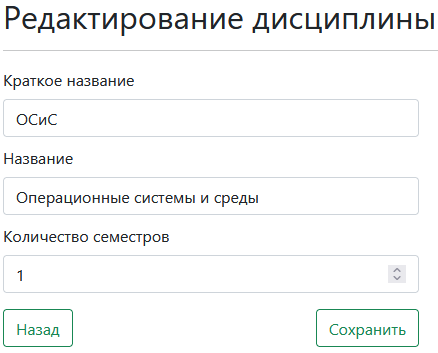 Редактирование дисциплины
Краткое название
ОСиС
Название
Операционные системы и среды
Количество семестров
1
Назад Сохранить